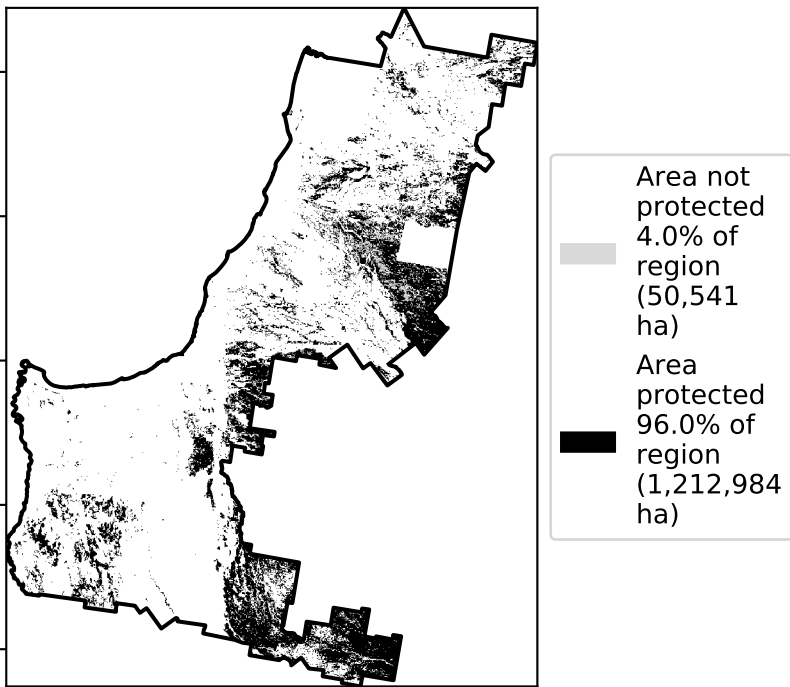 Area not
protected
4.0% of
region
(50,541
ha)
Area
protected
96.0% of
region
(1,212,984
ha)